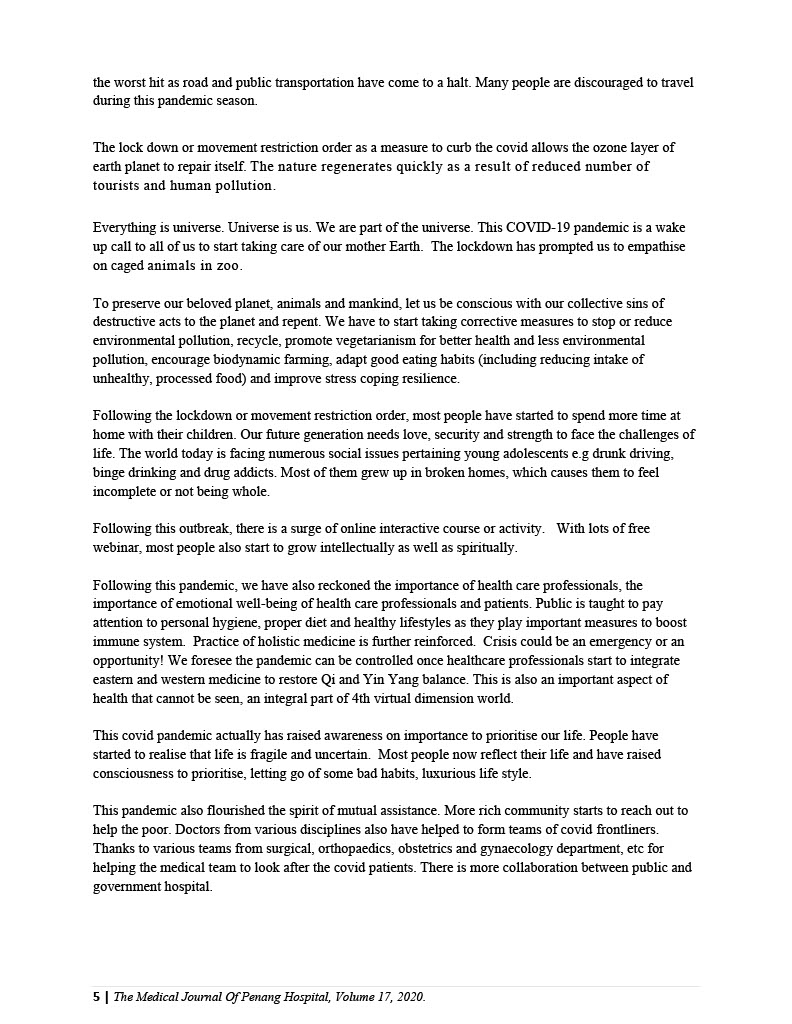 the worst hit as road and public transportation have come to a halt. Many people are discouraged to travel
during this pandemic season.
The lock down or movement restriction order as a measure to curb the covid allows the ozone layer of
earth planet to repair itself. The nature regenerates quickly as a result of reduced number of
tourists and human pollution.
Everything is universe. Universe is us. We are part of the universe. This COVID-19 pandemic is a wake
up call to all of us to start taking care of our mother Earth. The lockdown has prompted us to empathise
on caged animals in zoo.
To preserve our beloved planet, animals and mankind, let us be conscious with our collective sins of
destructive acts to the planet and repent. We have to start taking corrective measures to stop or reduce
environmental pollution, recycle, promote vegetarianism for better health and less environmental
pollution, encourage biodynamic farming, adapt good eating habits (including reducing intake of
unhealthy, processed food) and improve stress coping resilience.
Following the lockdown or movement restriction order, most people have started to spend more time at
home with their children. Our future generation needs love, security and strength to face the challenges of
life. The world today is facing numerous social issues pertaining young adolescents e.g drunk driving,
binge drinking and drug addicts. Most of them grew up in broken homes, which causes them to feel
incomplete or not being whole.
Following this outbreak, there is a surge of online interactive course or activity. With lots of free
webinar, most people also start to grow intellectually as well as spiritually.
Following this pandemic, we have also reckoned the importance of health care professionals, the
importance of emotional well-being of health care professionals and patients. Public is taught to pay
attention to personal hygiene, proper diet and healthy lifestyles as they play important measures to boost
immune system. Practice of holistic medicine is further reinforced. Crisis could be an emergency or an
opportunity! We foresee the pandemic can be controlled once healthcare professionals start to integrate
eastern and western medicine to restore Qi and Yin Yang balance. This is also an important aspect of
health that cannot be seen, an integral part of 4th virtual dimension world.
This covid pandemic actually has raised awareness on importance to prioritise our life. People have
started to realise that life is fragile and uncertain. Most people now reflect their life and have raised
consciousness to prioritise, letting go of some bad habits, luxurious life style.
This pandemic also flourished the spirit of mutual assistance. More rich community starts to reach out to
help the poor. Doctors from various disciplines also have helped to form teams of covid frontliners.
Thanks to various teams from surgical, orthopaedics, obstetrics and gynaecology department, etc for
helping the medical team to look after the covid patients. There is more collaboration between public and
government hospital.
5 | The Medical Journal Of Penang Hospital, Volume 17, 2020.